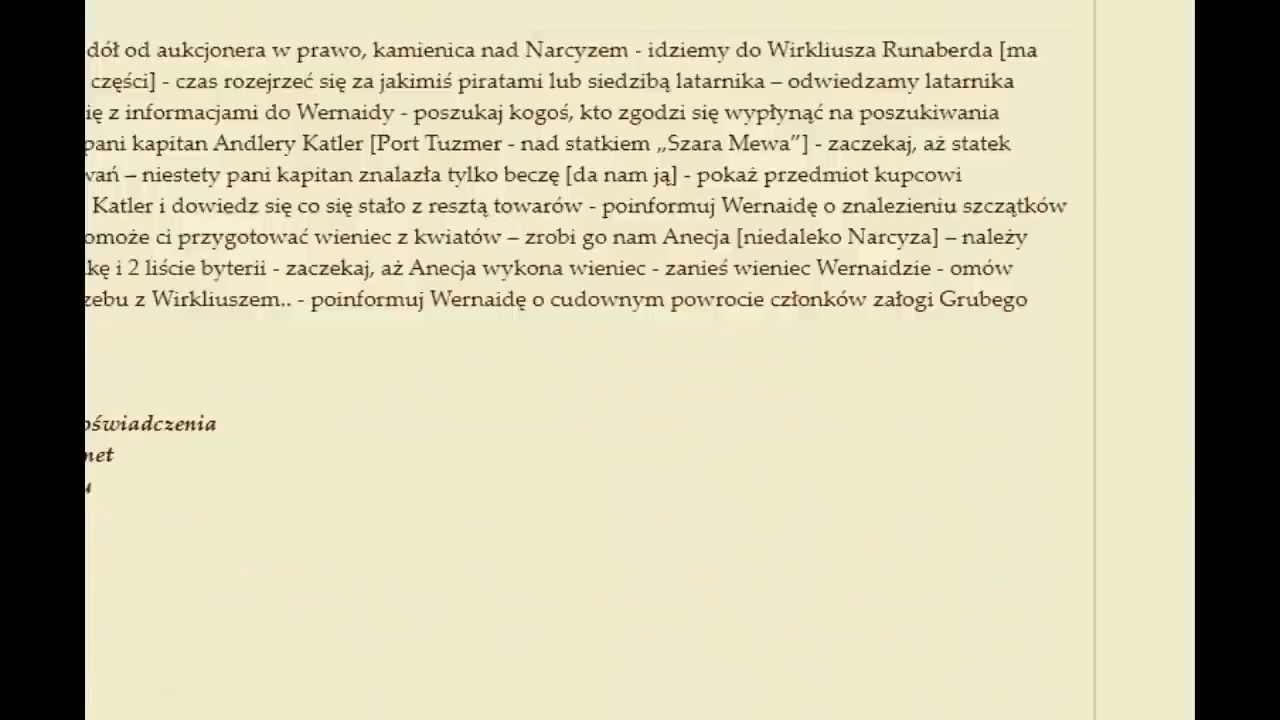 dół od aukcjonera w prawo, kamienica nad Narcyzem - idziemy do Wirkliusza Runaberda [ma
części] - czas rozejrzeć się za jakimiś piratami lub siedzibą latarnika – odwiedzamy latarnika
z informacjami do Wernaidy - poszukaj kogoś, kto zgodzi się wypłynąć na poszukiwania
pani kapitan Andlery Katler [Port Tuzmer - nad statkiem „Szara Mewa”] - zaczekaj, aż statek
– niestety pani kapitan znalazła tylko beczę [da nam ją] - pokaż przedmiot kupcowi
Katler i dowiedz się co się stało z resztą towarów - poinformuj Wernaidę o znalezieniu szczątków
omoże ci przygotować wieniec z kwiatów – zrobi go nam Anecja [niedaleko Narcyza] – należy
kę i 2 liście byterii - zaczekaj, aż Anecja wykona wieniec - zanieś wieniec Wernaidzie - omów
zebu z Wirkliuszem.. - poinformuj Wernaidę o cudownym powrocie członków załogi Grubego
oświadczenia
net